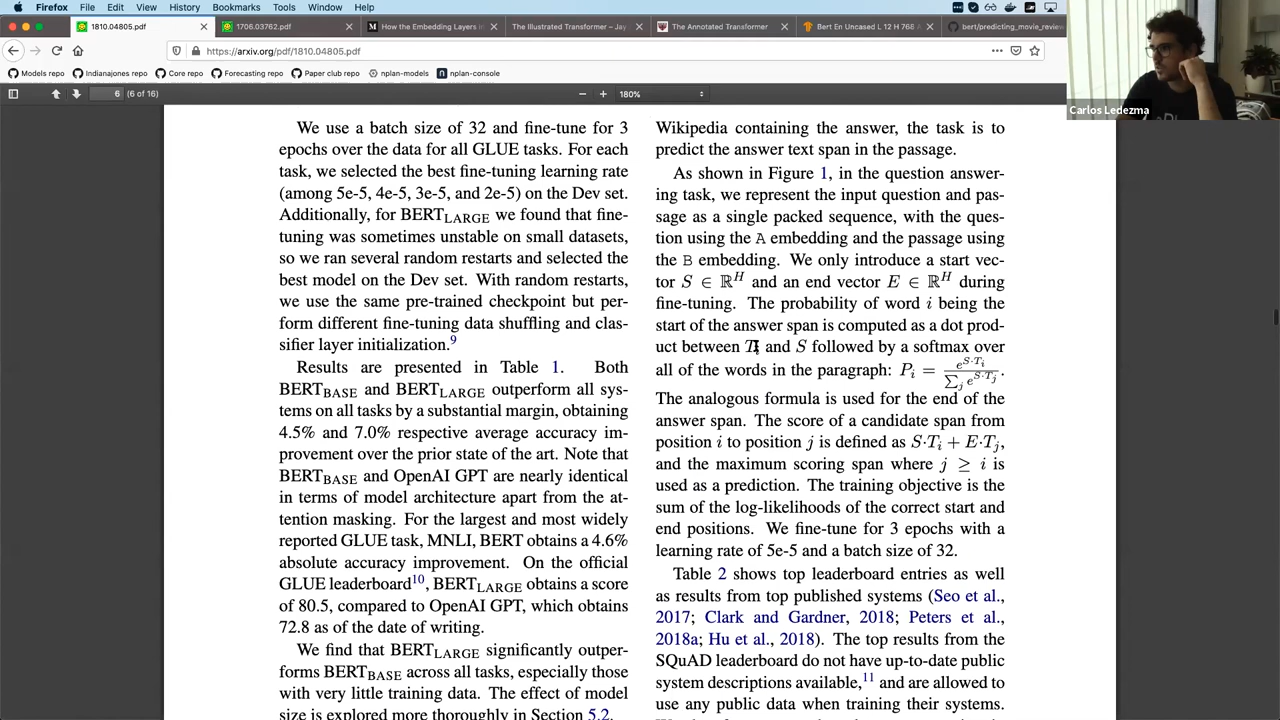 Firefox File Edit View History Bookmarks Tools Window Help
1810.04805.pdf
1706.03762.pdf
How the Embedding Layers in
The Illustrated Transformer – Jay
The Annotated Transformer
Bert En Uncased L 12 H 768 A
bert/predicting_movie_review
https://arxiv.org/pdf/1810.04805.pdf
Models repo Indianajones repo Core repo Forecasting repo Paper club repo nplan-models nplan-console
6 (6 of 16) 180%
Carlos Ledezma
We use a batch size of 32 and fine-tune for 3
epochs over the data for all GLUE tasks. For each
task, we selected the best fine-tuning learning rate
(among 5e-5, 4e-5, 3e-5, and 2e-5) on the Dev set.
Additionally, for BERT_LARGE we found that fine-
tuning was sometimes unstable on small datasets,
so we ran several random restarts and selected the
best model on the Dev set. With random restarts,
we use the same pre-trained checkpoint but per-
form different fine-tuning data shuffling and clas-
sifier layer initialization.⁹
Results are presented in Table 1. Both
BERT_BASE and BERT_LARGE outperform all sys-
tems on all tasks by a substantial margin, obtaining
4.5% and 7.0% respective average accuracy im-
provement over the prior state of the art. Note that
BERT_BASE and OpenAI GPT are nearly identical
in terms of model architecture apart from the at-
tention masking. For the largest and most widely
reported GLUE task, MNLI, BERT obtains a 4.6%
absolute accuracy improvement. On the official
GLUE leaderboard¹⁰, BERT_LARGE obtains a score
of 80.5, compared to OpenAI GPT, which obtains
72.8 as of the date of writing.
We find that BERT_LARGE significantly outper-
forms BERT_BASE across all tasks, especially those
with very little training data. The effect of model
size is explored more thoroughly in Section 5.2.
Wikipedia containing the answer, the task is to
predict the answer text span in the passage.
As shown in Figure 1, in the question answer-
ing task, we represent the input question and pas-
sage as a single packed sequence, with the ques-
tion using the A embedding and the passage using
the B embedding. We only introduce a start vec-
tor S ∈ ℝ^H and an end vector E ∈ ℝ^H during
fine-tuning. The probability of word i being the
start of the answer span is computed as a dot prod-
uct between T_i and S followed by a softmax over
all of the words in the paragraph: P_i = e^{S·T_i} / ∑_j e^{S·T_j}.
The analogous formula is used for the end of the
answer span. The score of a candidate span from
position i to position j is defined as S·T_i + E·T_j,
and the maximum scoring span where j ≥ i is
used as a prediction. The training objective is the
sum of the log-likelihoods of the correct start and
end positions. We fine-tune for 3 epochs with a
learning rate of 5e-5 and a batch size of 32.
Table 2 shows top leaderboard entries as well
as results from top published systems (Seo et al.,
2017; Clark and Gardner, 2018; Peters et al.,
2018a; Hu et al., 2018). The top results from the
SQuAD leaderboard do not have up-to-date public
system descriptions available,¹¹ and are allowed to
use any public data when training their systems.